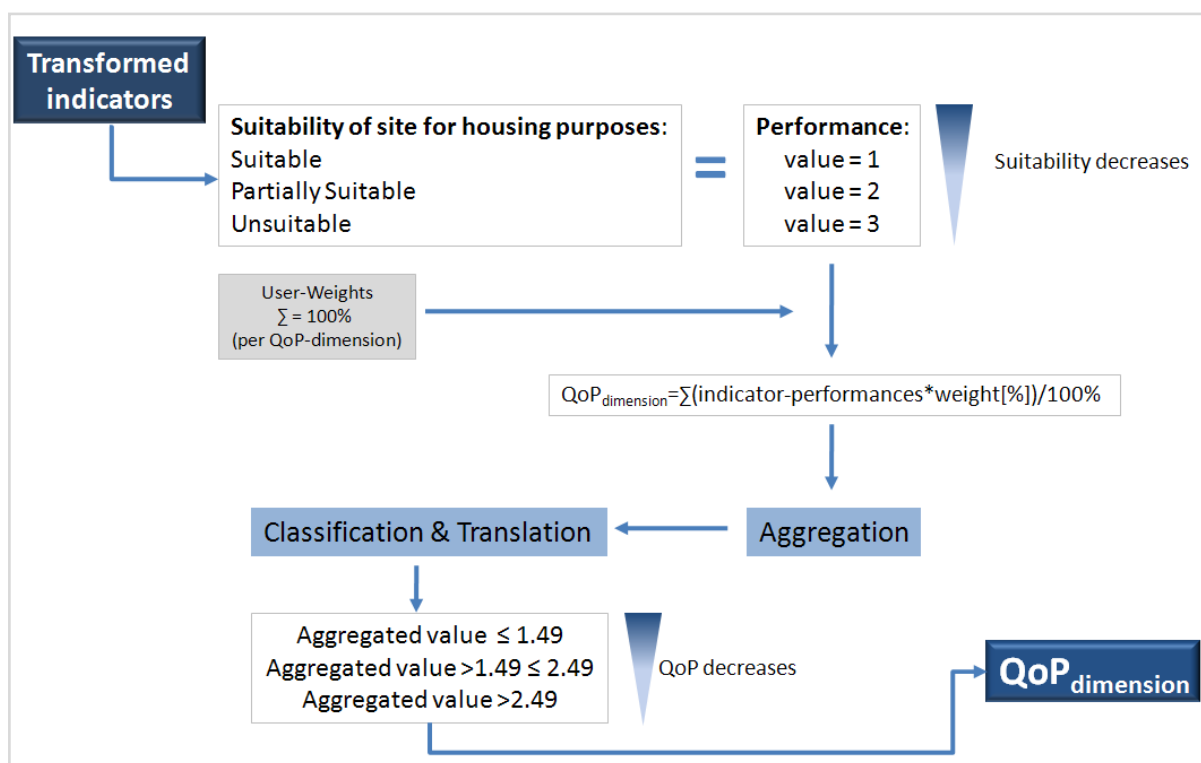 Transformed
indicators
Suitability of site for housing purposes:
Suitable
Partially Suitable
Unsuitable
=
Performance:
value = 1
value = 2
value = 3
Suitability decreases
User-Weights
∑ = 100%
(per QoP-dimension)
QoPdimension=∑(indicator-performances*weight[%])/100%
Classification & Translation
Aggregation
Aggregated value ≤ 1.49
Aggregated value >1.49 ≤ 2.49
Aggregated value >2.49
QoP decreases
QoPdimension